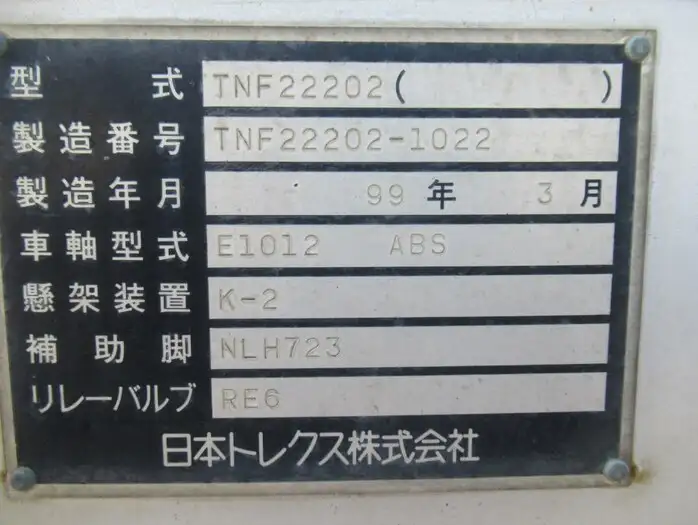 型式 TNF22202( )
製造番号 TNF22202-1022
製造年月 99年 3月
車軸型式 E1012 ABS
懸架装置 K-2
補助脚 NLH723
リレーバルブ RE6
日本トレクス株式会社